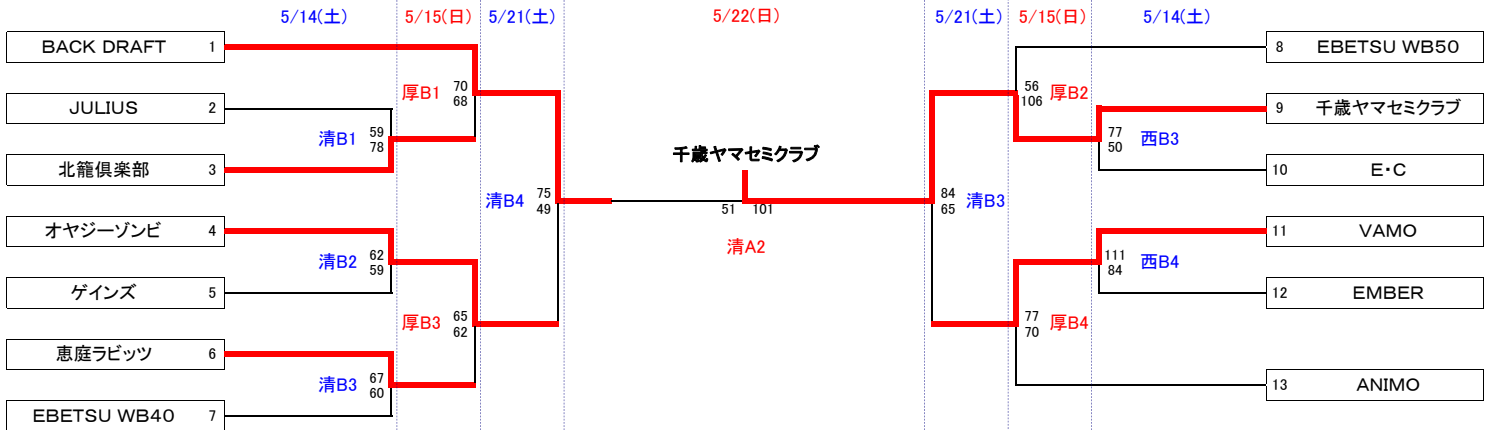 5/14(土) 5/15(日) 5/21(土) 5/22(日) 5/21(土) 5/15(日) 5/14(土)
BACK DRAFT 1
JULIUS 2
北籠倶楽部 3
オヤジーゾンビ 4
ゲインズ 5
恵庭ラビッツ 6
EBETSU WB40 7
清B1 59
78
清B2 62
59
清B3 67
60
厚B1 70
68
厚B3 65
62
清B4 75
49
千歳ヤマセミクラブ
51 101
清A2
84 清B3
65
56 厚B2
106
77 厚B4
70
77 西B3
50
111 西B4
84
8 EBETSU WB50
9 千歳ヤマセミクラブ
10 E・C
11 VAMO
12 EMBER
13 ANIMO